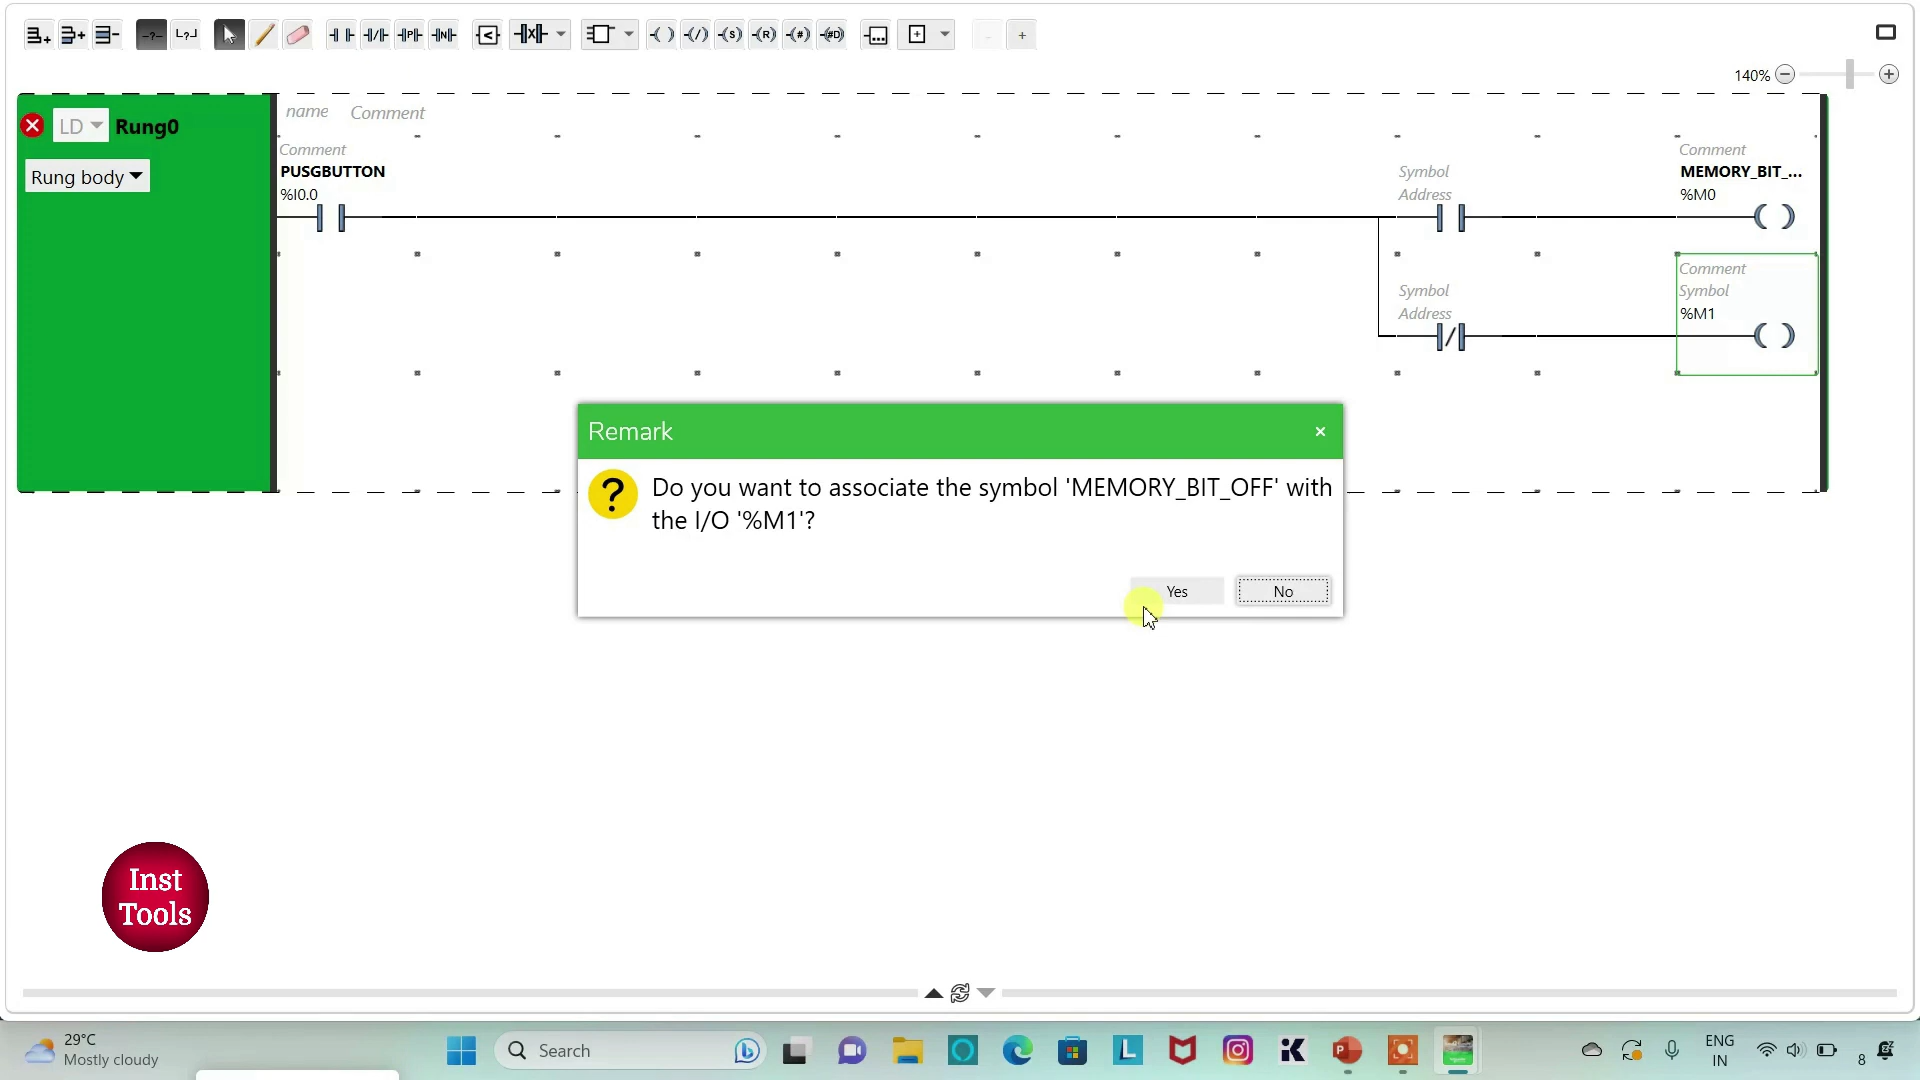 140%
LD Rung0
name Comment
Rung body
Comment
PUSGBUTTON
%I0.0
Symbol
Address
Comment
MEMORY_BIT_...
%M0
Symbol
Address
Comment
Symbol
%M1
Remark
Do you want to associate the symbol 'MEMORY_BIT_OFF' with
the I/O '%M1'?
Yes No
Inst
Tools
29°C
Mostly cloudy
Search
ENG
IN
8